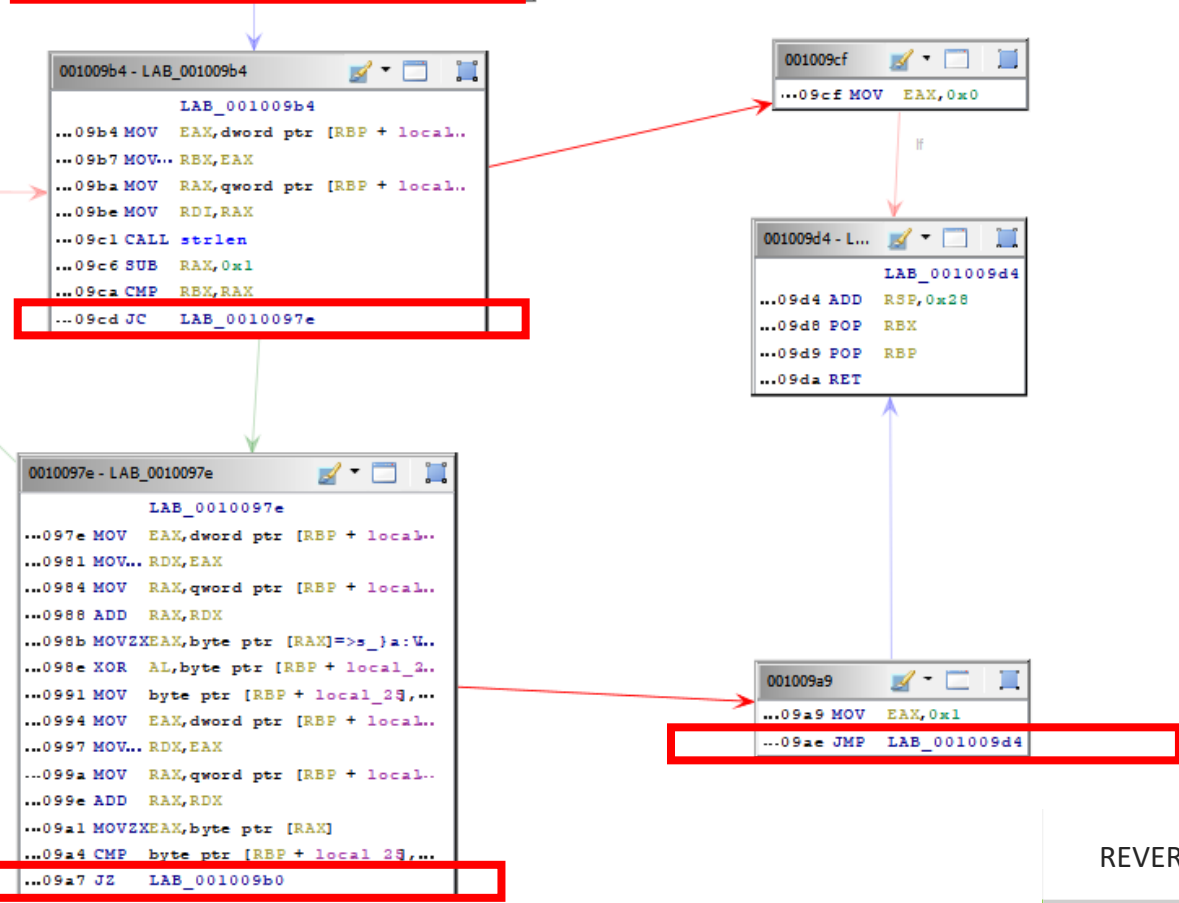 001009b4 - LAB_001009b4
LAB_001009b4
...09b4 MOV EAX,dword ptr [RBP + local..
...09b7 MOV... RBX,EAX
...09ba MOV RAX,qword ptr [RBP + local..
...09be MOV RDI,RAX
...09c1 CALL strlen
...09c6 SUB RAX,0x1
...09ca CMP RBX,RAX
...09cd JC LAB_0010097e
001009cf
...09cf MOV EAX,0x0
If
001009d4 - L...
LAB_001009d4
...09d4 ADD RSP,0x28
...09d8 POP RBX
...09d9 POP RBP
...09da RET
0010097e - LAB_0010097e
LAB_0010097e
...097e MOV EAX,dword ptr [RBP + local..
...0981 MOV... RDX,EAX
...0984 MOV RAX,qword ptr [RBP + local..
...0988 ADD RAX,RDX
...098b MOVZX EAX,byte ptr [RAX]=>s_}a:
...098e XOR AL,byte ptr [RBP + local_2..
...0991 MOV byte ptr [RBP + local_25],...
...0994 MOV EAX,dword ptr [RBP + local..
...0997 MOV... RDX,EAX
...099a MOV RAX,qword ptr [RBP + local..
...099e ADD RAX,RDX
...09a1 MOVZX EAX,byte ptr [RAX]
...09a4 CMP byte ptr [RBP + local_25],...
...09a7 JZ LAB_001009b0
001009a9
...09a9 MOV EAX,0x1
...09ae JMP LAB_001009d4
REVER